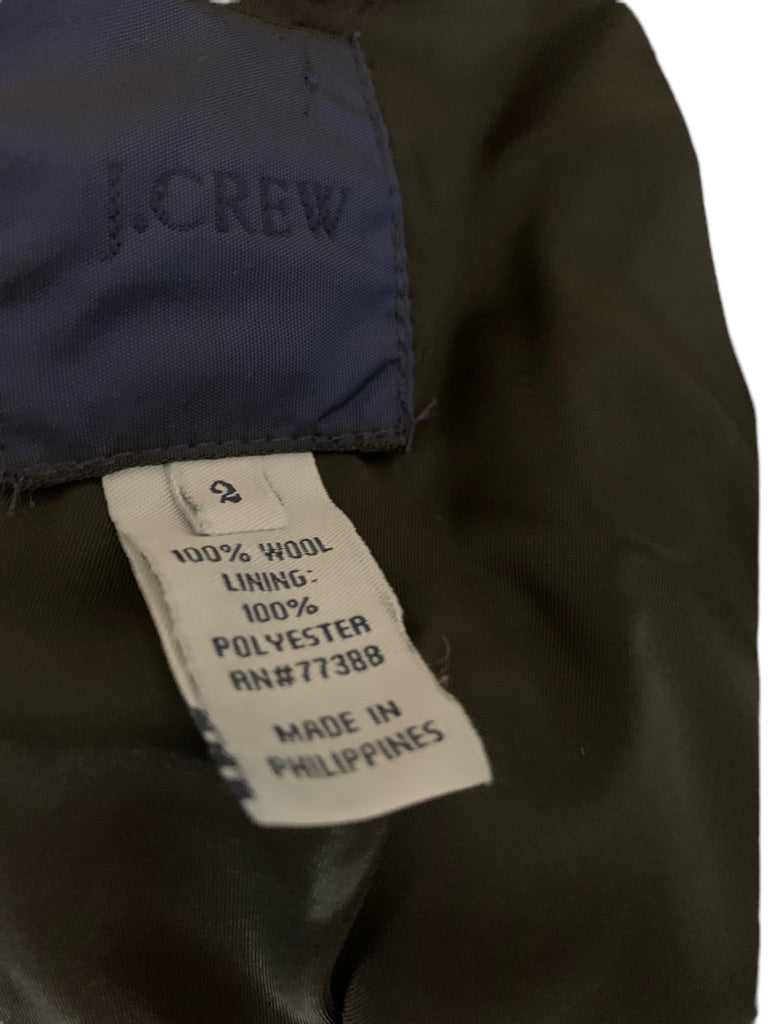 J.CREW
2
100% WOOL
LINING:
100%
POLYESTER
RN#77388
MADE IN
PHILIPPINES